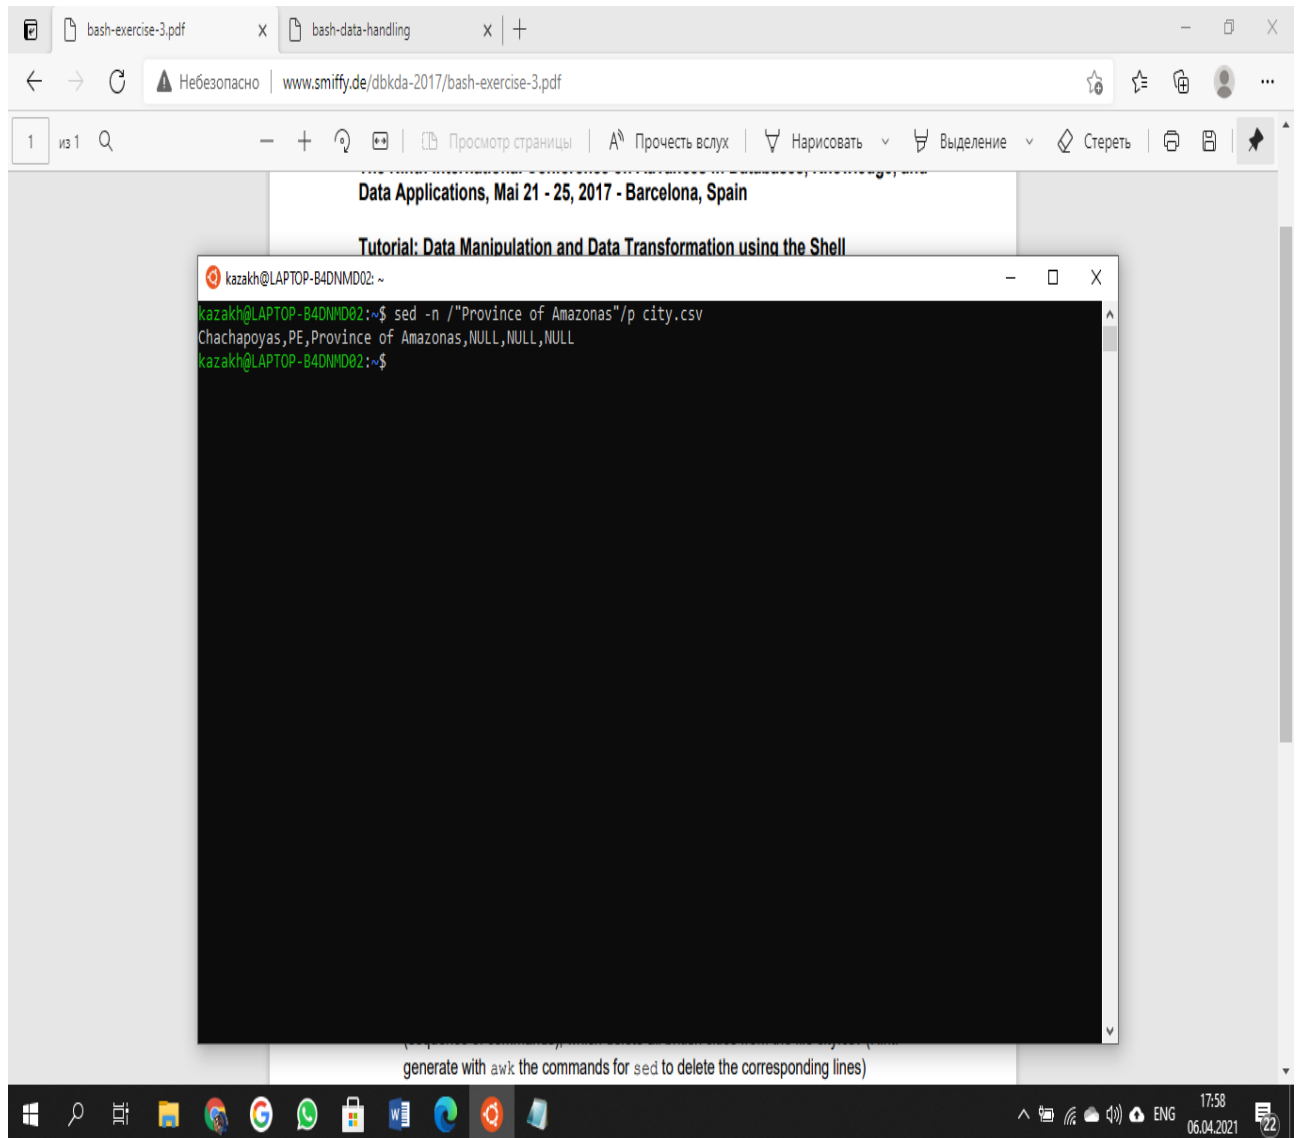 bash-exercise-3.pdf
bash-data-handling
Небезопасно
www.smiffy.de/dbkda-2017/bash-exercise-3.pdf
1 из 1
Просмотр страницы
Прочесть вслух
Нарисовать
Выделение
Стереть
Data Applications, Mai 21 - 25, 2017 - Barcelona, Spain
Tutorial: Data Manipulation and Data Transformation using the Shell
kazakh@LAPTOP-B4DNMD02: ~
kazakh@LAPTOP-B4DNMD02:~$ sed -n /"Province of Amazonas"/p city.csv
Chachapoyas,PE,Province of Amazonas,NULL,NULL,NULL
kazakh@LAPTOP-B4DNMD02:~$
generate with awk the commands for sed to delete the corresponding lines)
ENG
17:58
06.04.2021
22